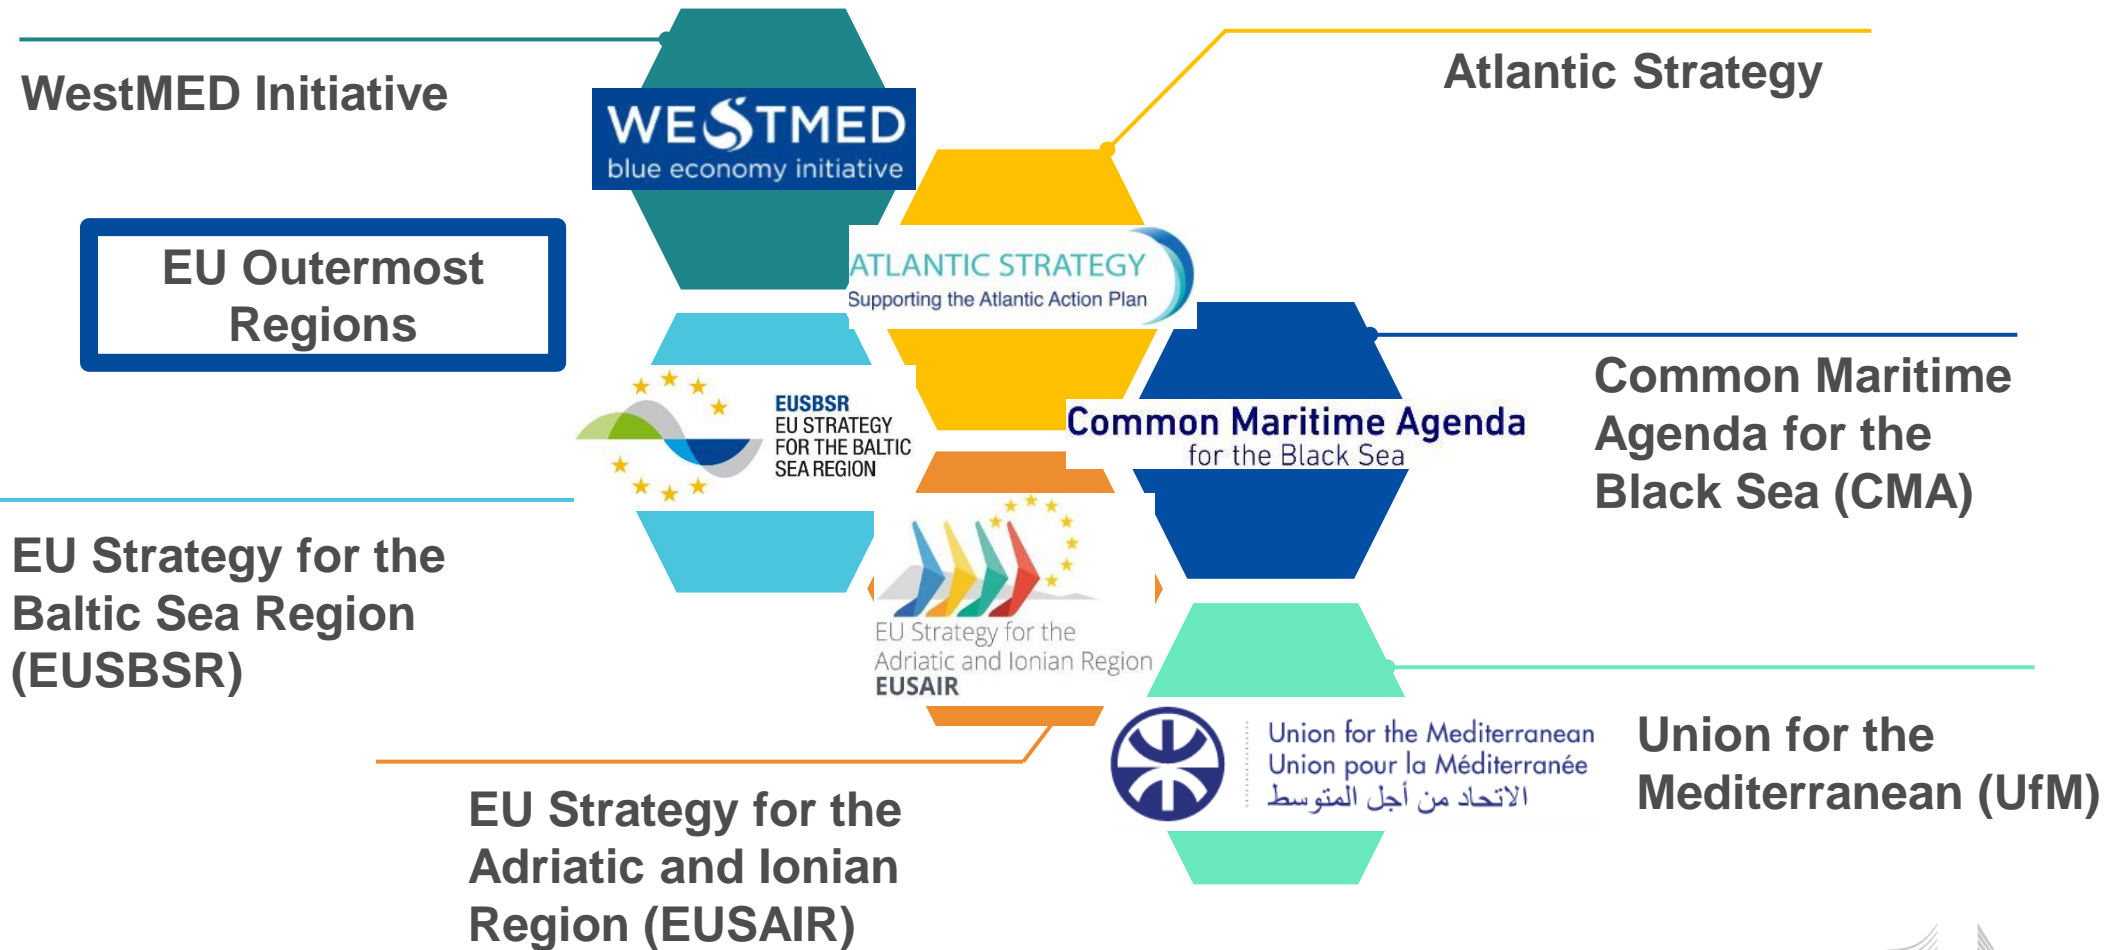 WestMED Initiative
WESTMED
blue economy initiative
Atlantic Strategy
EU Outermost
Regions
ATLANTIC STRATEGY
Supporting the Atlantic Action Plan
EUSBSR
EU STRATEGY
FOR THE BALTIC
SEA REGION
Common Maritime Agenda
for the Black Sea
Common Maritime
Agenda for the
Black Sea (CMA)
EU Strategy for the
Baltic Sea Region
(EUSBSR)
EU Strategy for the
Adriatic and Ionian Region
EUSAIR
Union for the Mediterranean
Union pour la Méditerranée
الاتحاد من أجل المتوسط
Union for the
Mediterranean (UfM)
EU Strategy for the
Adriatic and Ionian
Region (EUSAIR)